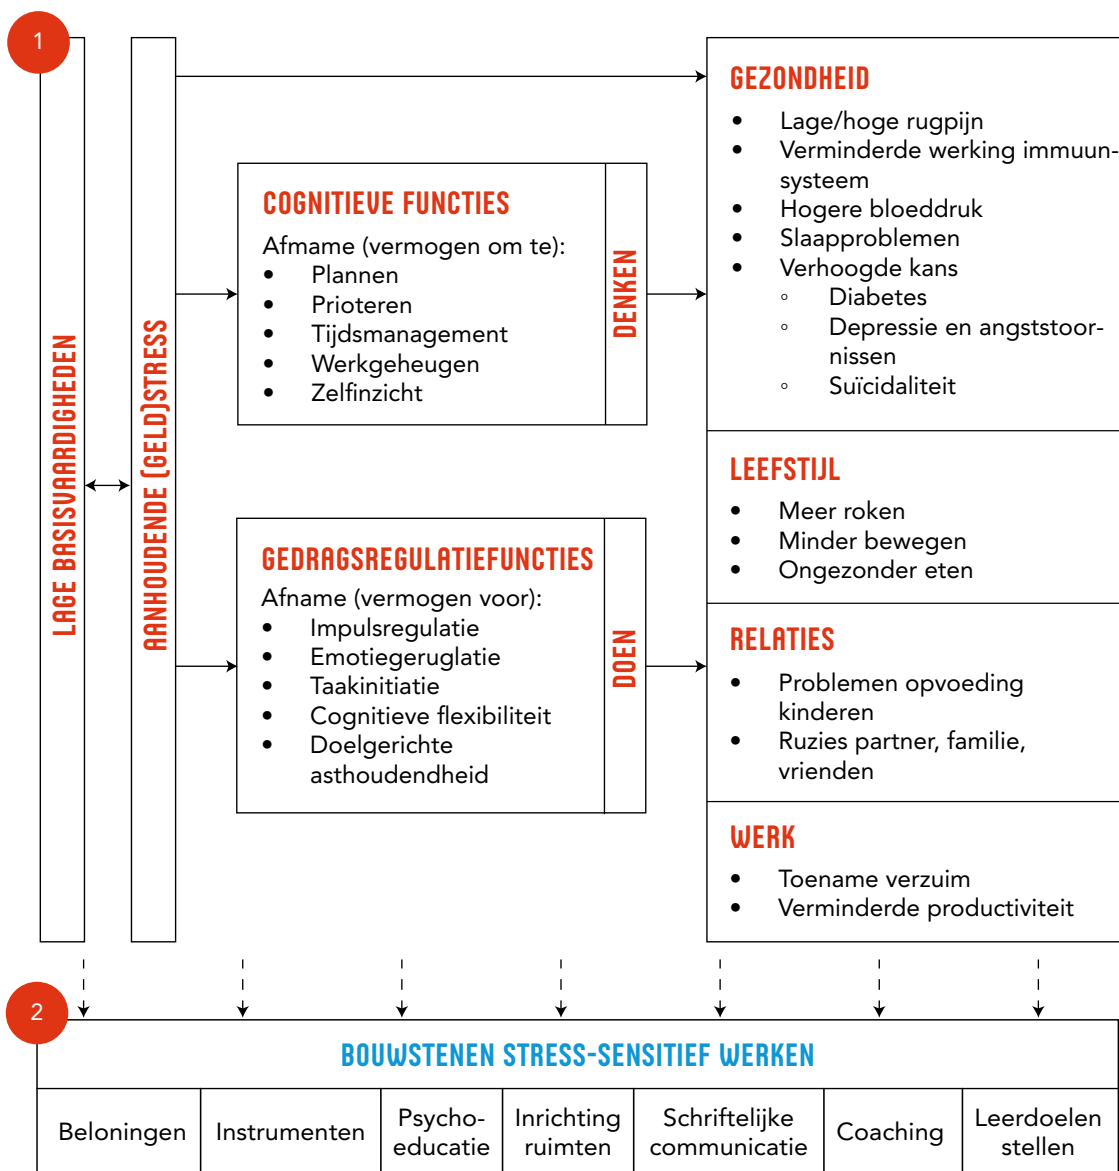 1
LAGE BASISVAARDIGHEDEN
AANHOUDENDE (GELD)STRESS
COGNITIEVE FUNCTIES
Afmame (vermogen om te):
• Plannen
• Prioteren
• Tijdsmanagement
• Werkgeheugen
• Zelfinzicht
DENKEN
GEDRAGSREGULATIEFUNCTIES
Afname (vermogen voor):
• Impulsregulatie
• Emotiegeruglatie
• Taakinitiatie
• Cognitieve flexibiliteit
• Doelgerichte
asthoudendheid
DOEN
GEZONDHEID
• Lage/hoge rugpijn
• Verminderde werking immuun-
systeem
• Hogere bloeddruk
• Slaapproblemen
• Verhoogde kans
◦ Diabetes
◦ Depressie en angststoor-
nissen
◦ Suïcidaliteit
LEEFSTIJL
• Meer roken
• Minder bewegen
• Ongezonder eten
RELATIES
• Problemen opvoeding
kinderen
• Ruzies partner, familie,
vrienden
WERK
• Toename verzuim
• Verminderde productiviteit
2
BOUWSTENEN STRESS-SENSITIEF WERKEN
Beloningen
Instrumenten
Psycho-
educatie
Inrichting
ruimten
Schriftelijke
communicatie
Coaching
Leerdoelen
stellen